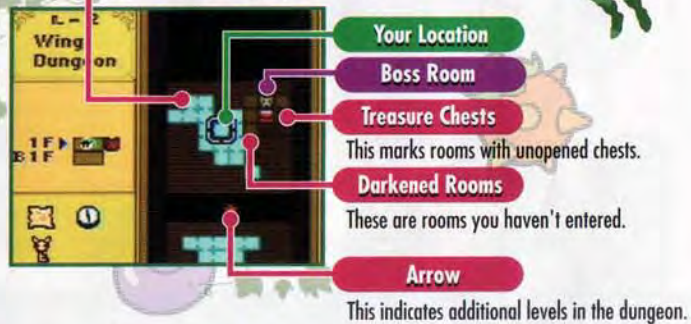 L-2
Wing
Dungeon
1F
B1F
Your Location
Boss Room
Treasure Chests
This marks rooms with unopened chests.
Darkened Rooms
These are rooms you haven't entered.
Arrow
This indicates additional levels in the dungeon.